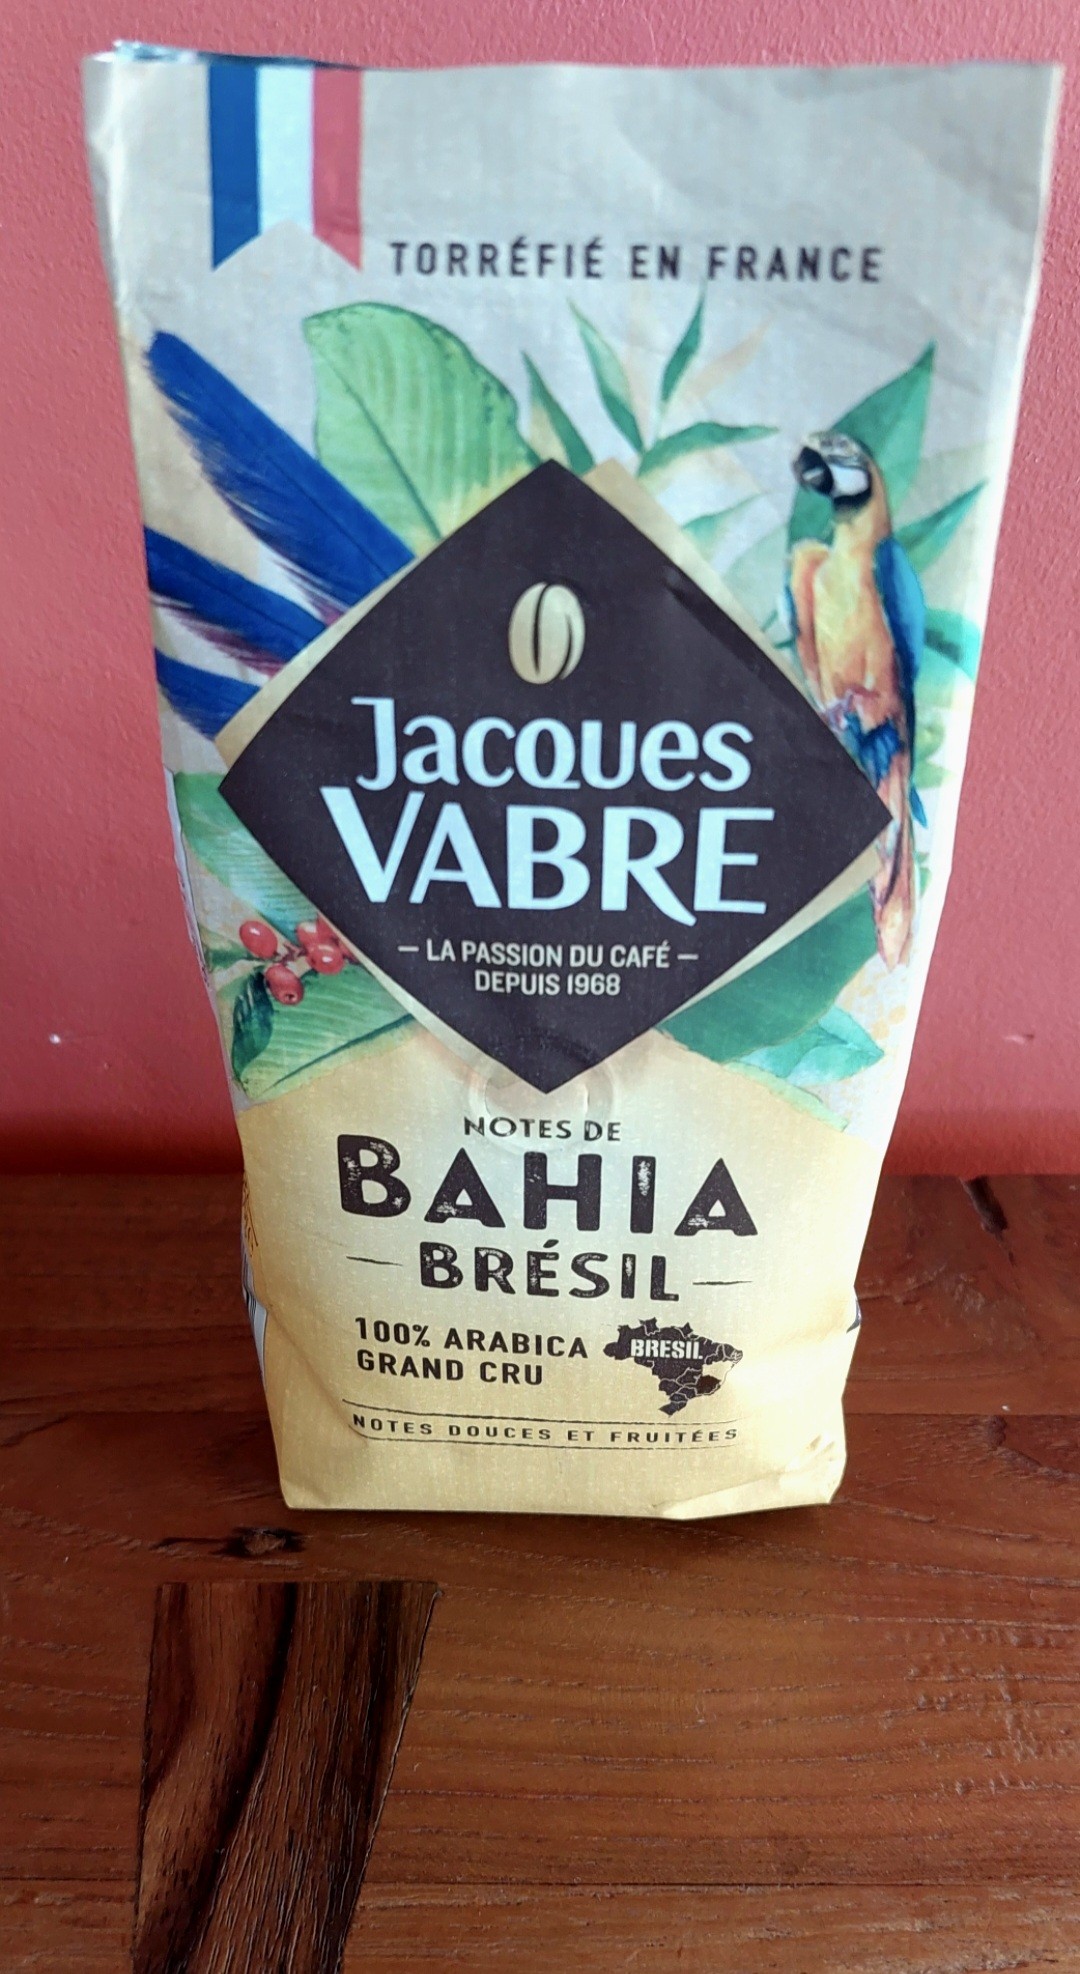 TORRÉFIÉ EN FRANCE
Jacques
VABRE
– LA PASSION DU CAFÉ –
DEPUIS 1968
NOTES DE
BAHIA
– BRÉSIL –
100% ARABICA
GRAND CRU
BRESIL
NOTES DOUCES ET FRUITÉES